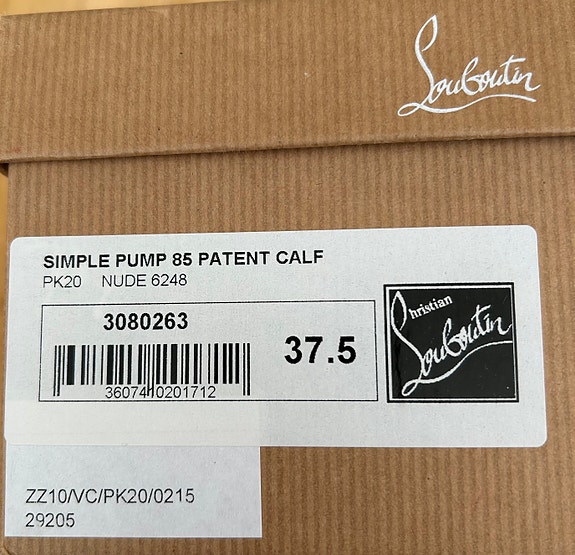 Louboutin
SIMPLE PUMP 85 PATENT CALF
PK20 NUDE 6248
3080263
3607410201712
37.5
Christian
Louboutin
ZZ10/VC/PK20/0215
29205